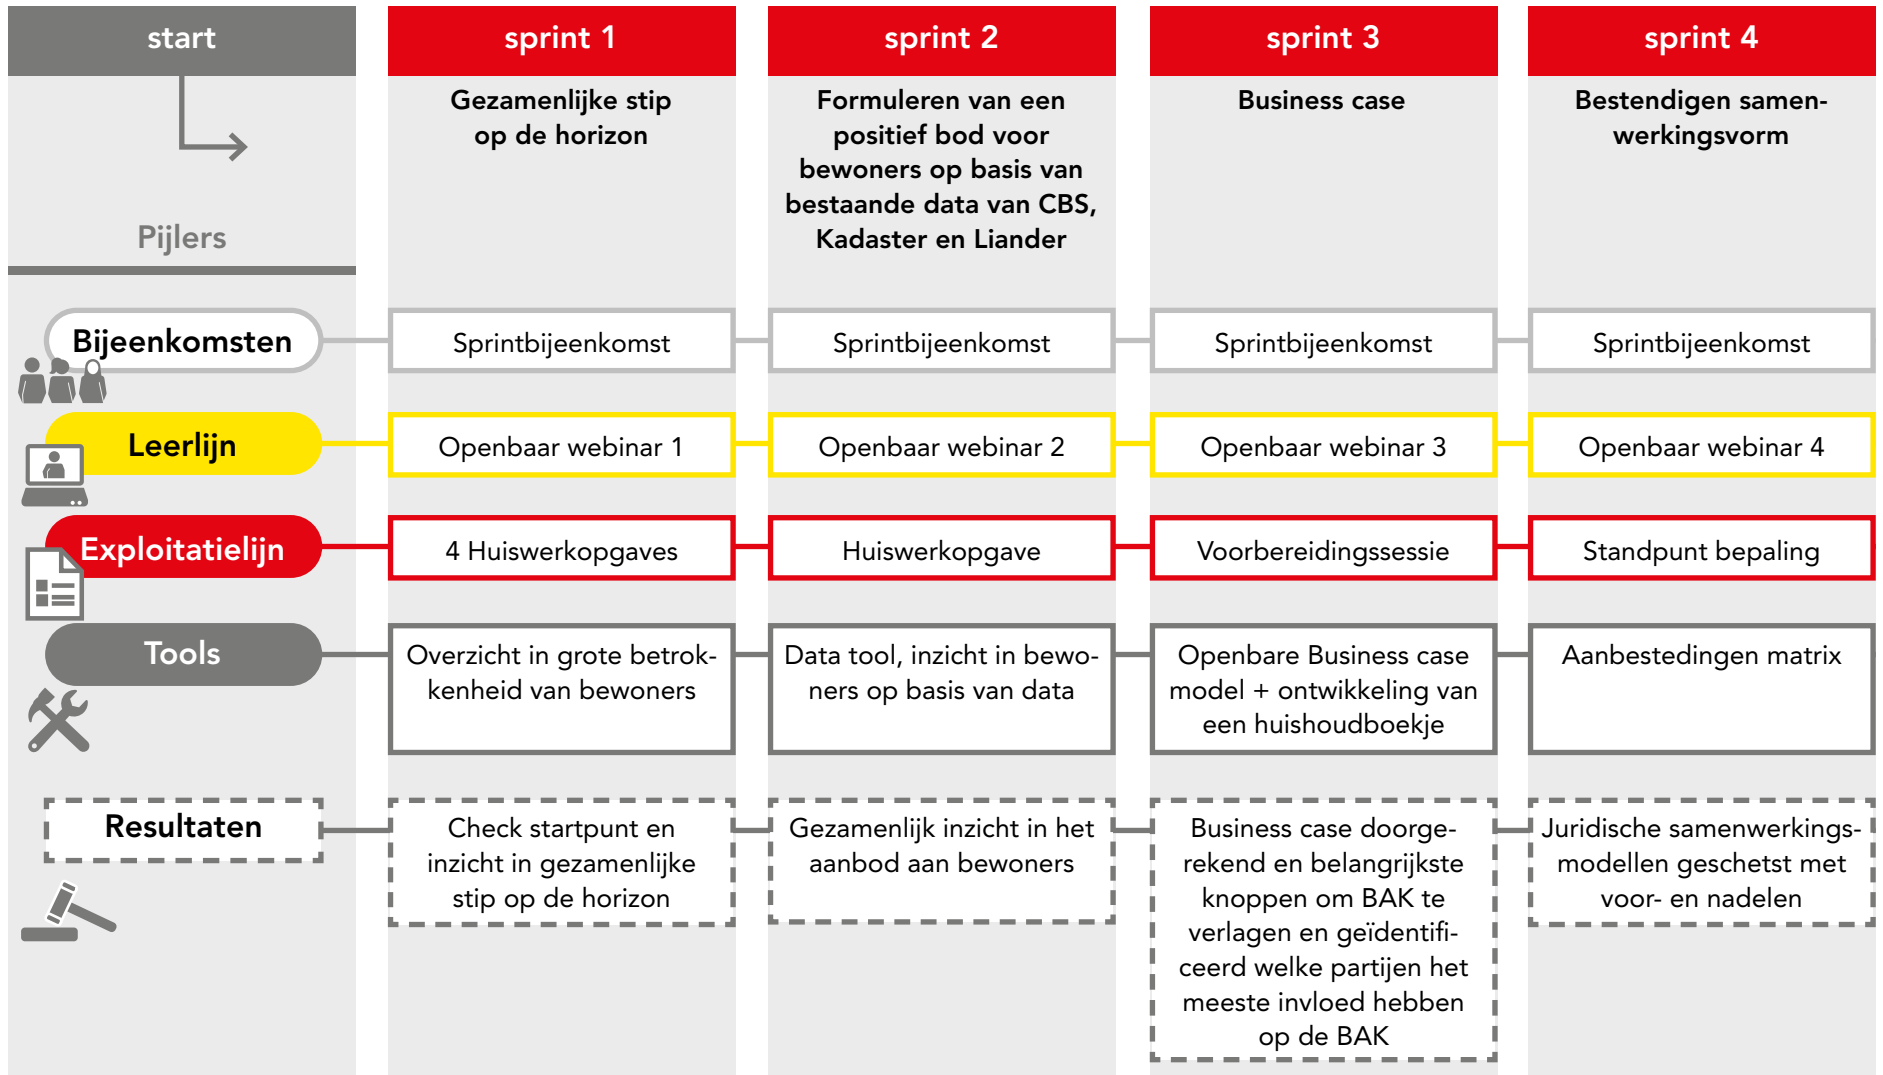 start
sprint 1
sprint 2
sprint 3
sprint 4
Gezamenlijke stip
op de horizon
Formuleren van een
positief bod voor
bewoners op basis van
bestaande data van CBS,
Kadaster en Liander
Business case
Bestendigen samen-
werkingsvorm
Pijlers
Bijeenkomsten
Sprintbijeenkomst
Sprintbijeenkomst
Sprintbijeenkomst
Sprintbijeenkomst
Leerlijn
Openbaar webinar 1
Openbaar webinar 2
Openbaar webinar 3
Openbaar webinar 4
Exploitatielijn
4 Huiswerkopgaves
Huiswerkopgave
Voorbereidingssessie
Standpunt bepaling
Tools
Overzicht in grote betrok-
kenheid van bewoners
Data tool, inzicht in bewo-
ners op basis van data
Openbare Business case
model + ontwikkeling van
een huishoudboekje
Aanbestedingen matrix
Resultaten
Check startpunt en
inzicht in gezamenlijke
stip op de horizon
Gezamenlijk inzicht in het
aanbod aan bewoners
Business case doorge-
rekend en belangrijkste
knoppen om BAK te
verlagen en geïdentifi-
ceerd welke partijen het
meeste invloed hebben
op de BAK
Juridische samenwerkings-
modellen geschetst met
voor- en nadelen